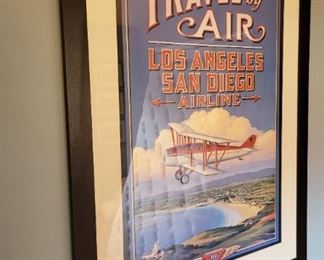 TRAVEL by
AIR
LOS ANGELES
SAN DIEGO
AIRLINE